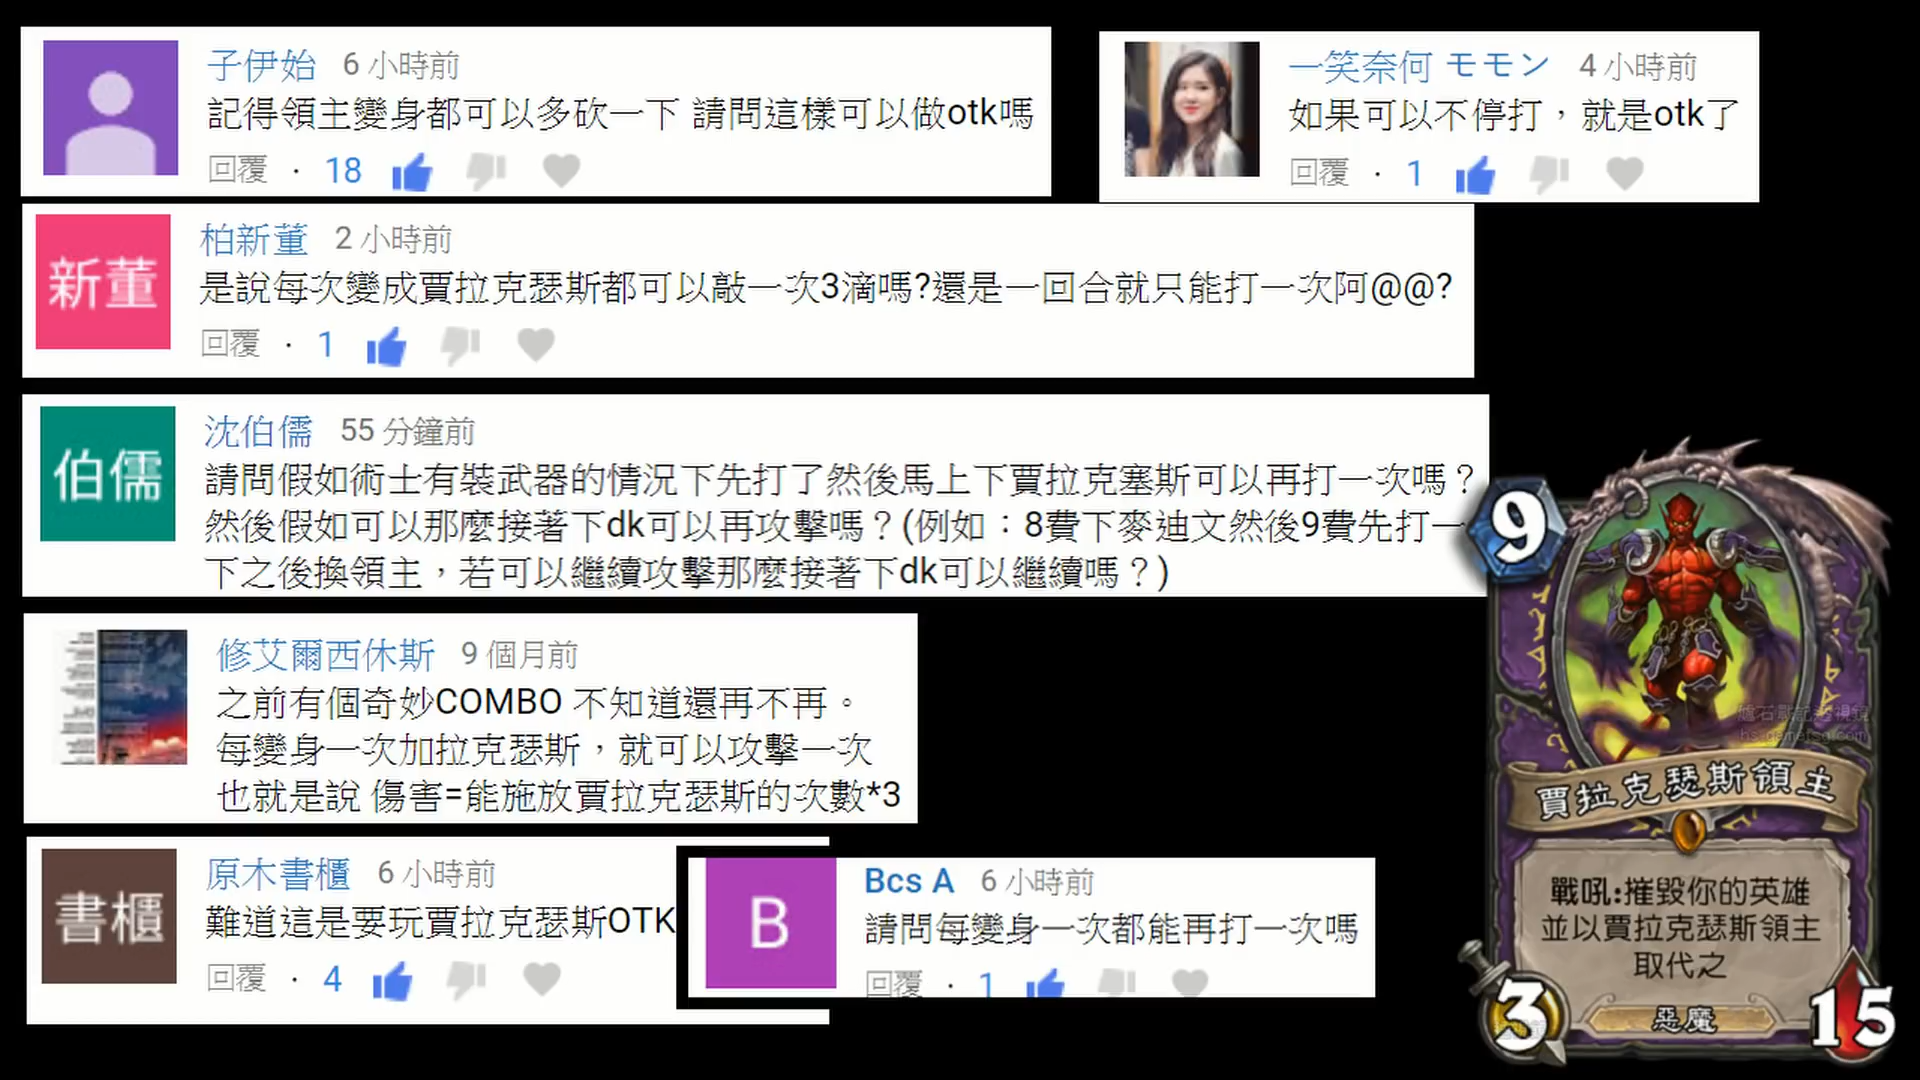 子伊始 6 小時前
記得領主變身都可以多砍一下 請問這樣可以做otk嗎
回覆 · 18
一笑奈何 モモン 4 小時前
如果可以不停打，就是otk了
回覆 · 1
新董
柏新董 2 小時前
是說每次變成賈拉克瑟斯都可以敲一次3滴嗎?還是一回合就只能打一次阿@@?
回覆 · 1
伯儒
沈伯儒 55 分鐘前
請問假如術士有裝武器的情況下先打了然後馬上下賈拉克塞斯可以再打一次嗎？
然後假如可以那麼接著下dk可以再攻擊嗎？(例如：8費下麥迪文然後9費先打一
下之後換領主，若可以繼續攻擊那麼接著下dk可以繼續嗎？)
修艾爾西休斯 9 個月前
之前有個奇妙COMBO 不知道還再不再。
每變身一次加拉克瑟斯，就可以攻擊一次
也就是說 傷害=能施放賈拉克瑟斯的次數*3
書櫃
原木書櫃 6 小時前
難道這是要玩賈拉克瑟斯OTK
回覆 · 4
B
Bcs A 6 小時前
請問每變身一次都能再打一次嗎
回覆 · 1
9
賈拉克瑟斯領主
戰吼:摧毀你的英雄
並以賈拉克瑟斯領主
取代之
惡魔
3
15